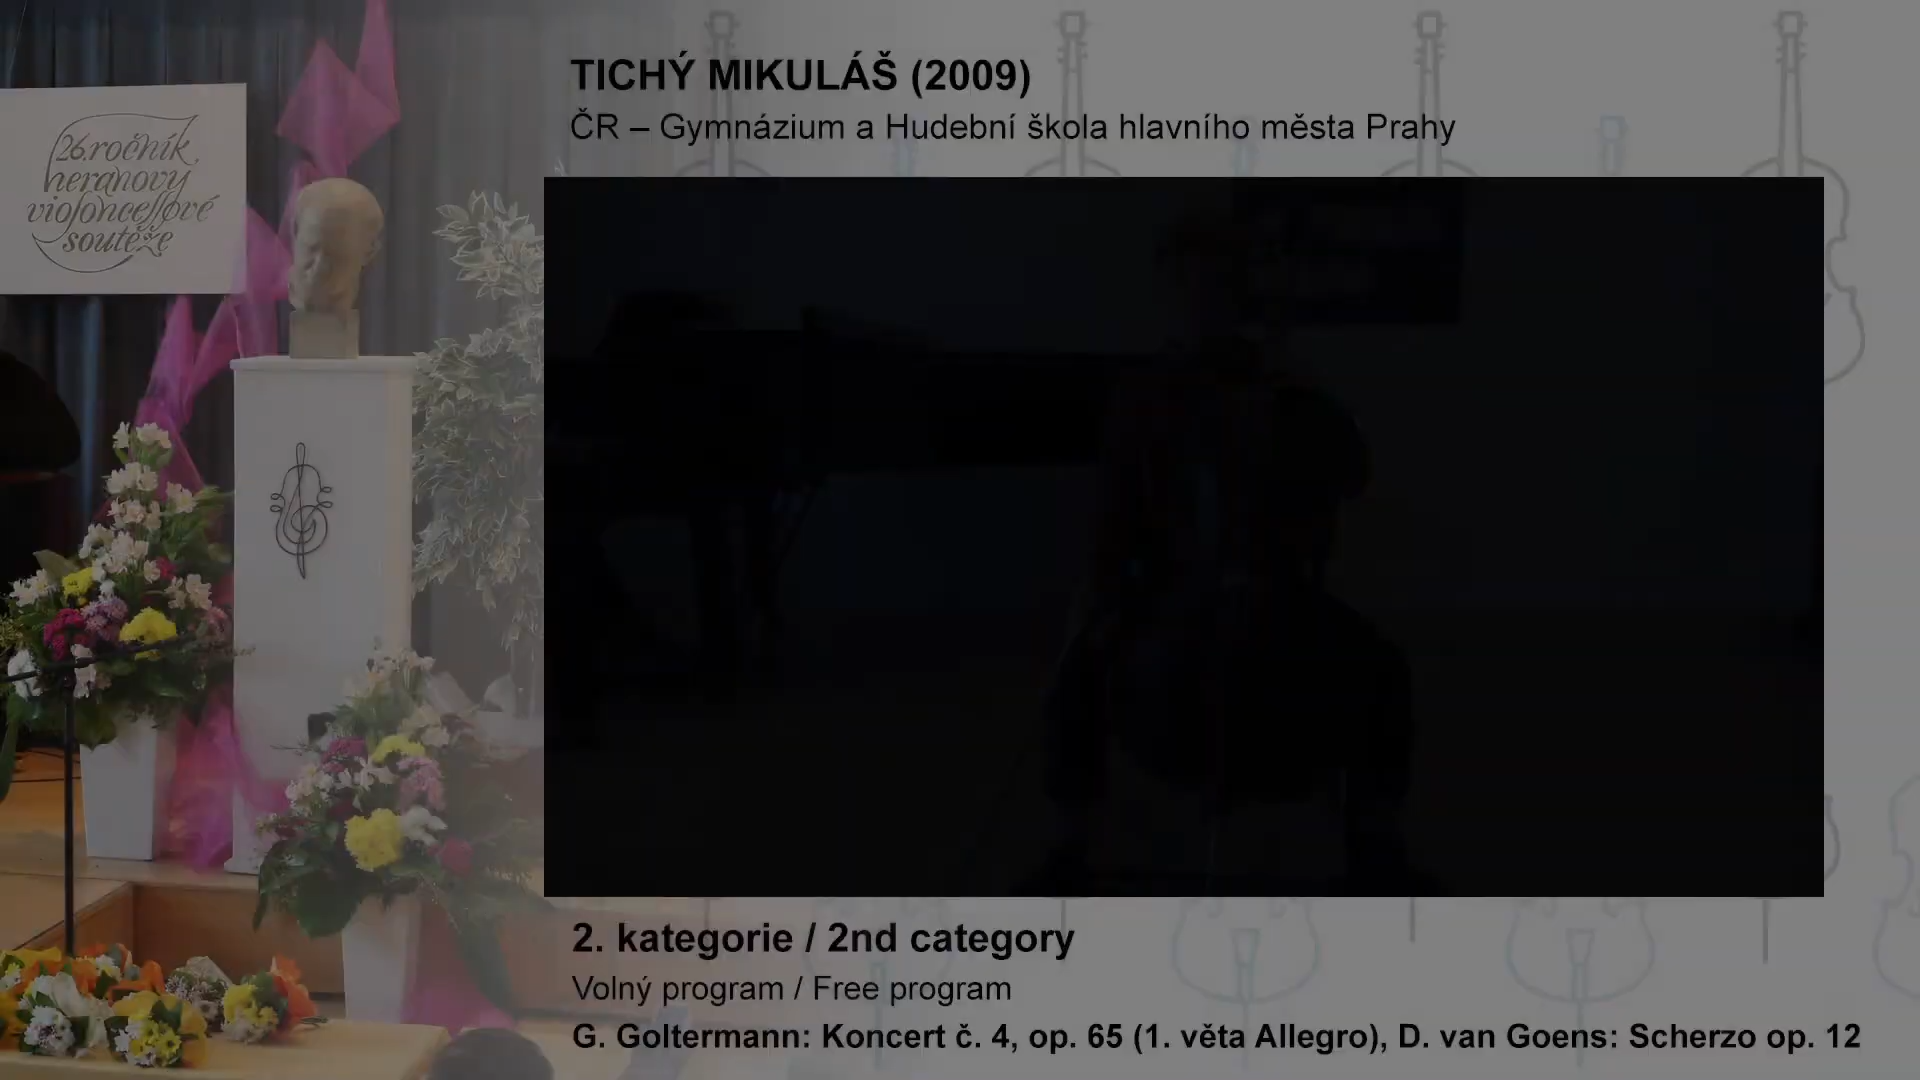 26. ročník
heranovy
violoncellové
soutěže
TICHÝ MIKULÁŠ (2009)
ČR – Gymnázium a Hudební škola hlavního města Prahy
2. kategorie / 2nd category
Volný program / Free program
G. Goltermann: Koncert č. 4, op. 65 (1. věta Allegro), D. van Goens: Scherzo op. 12